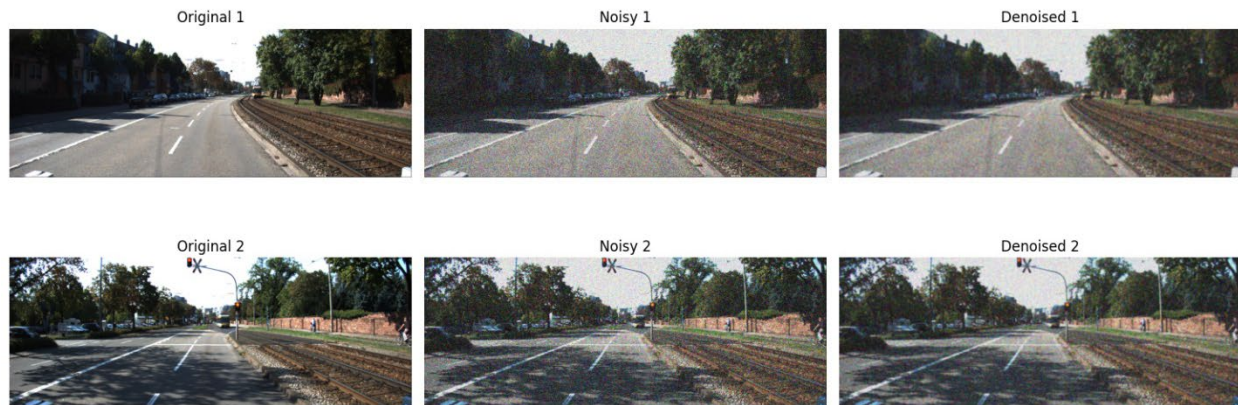 Original 1
Noisy 1
Denoised 1
Original 2
Noisy 2
Denoised 2